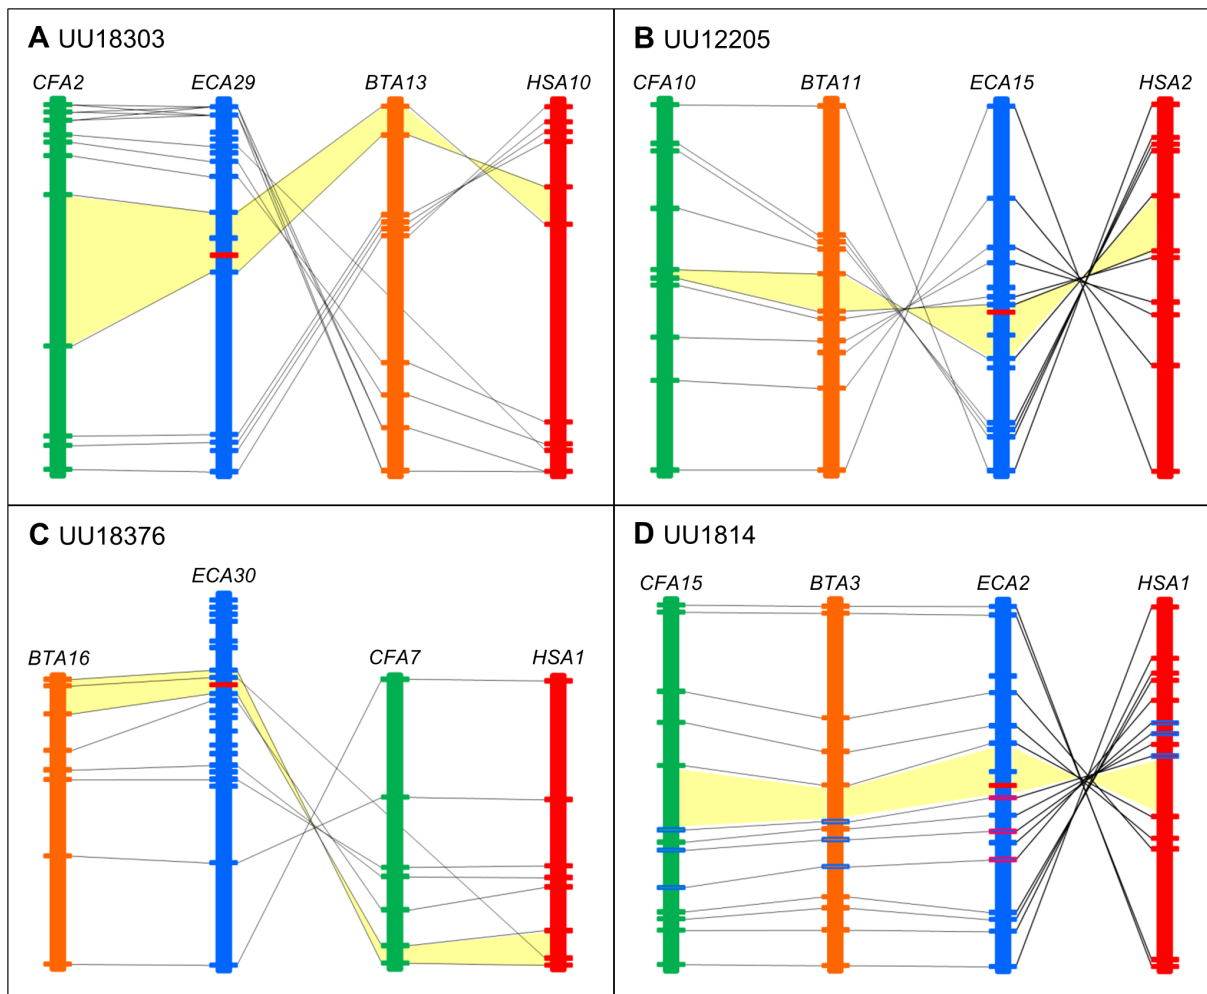 A UU18303
CFA2 ECA29 BTA13 HSA10
B UU12205
CFA10 BTA11 ECA15 HSA2
C UU18376
ECA30
BTA16 CFA7 HSA1
D UU1814
CFA15 BTA3 ECA2 HSA1